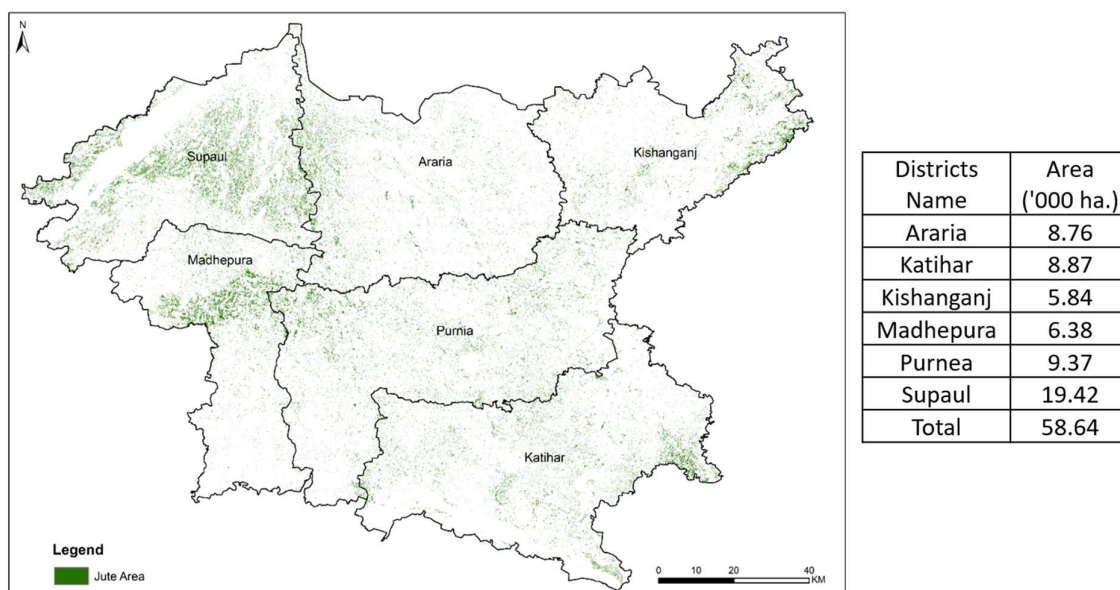 N
Supaul
Araria
Kishanganj
Madhepura
Purnia
Katihar
Legend
Jute Area
0 10 20 40
KM
Districts Name Area ('000 ha.)
Araria 8.76
Katihar 8.87
Kishanganj 5.84
Madhepura 6.38
Purnea 9.37
Supaul 19.42
Total 58.64